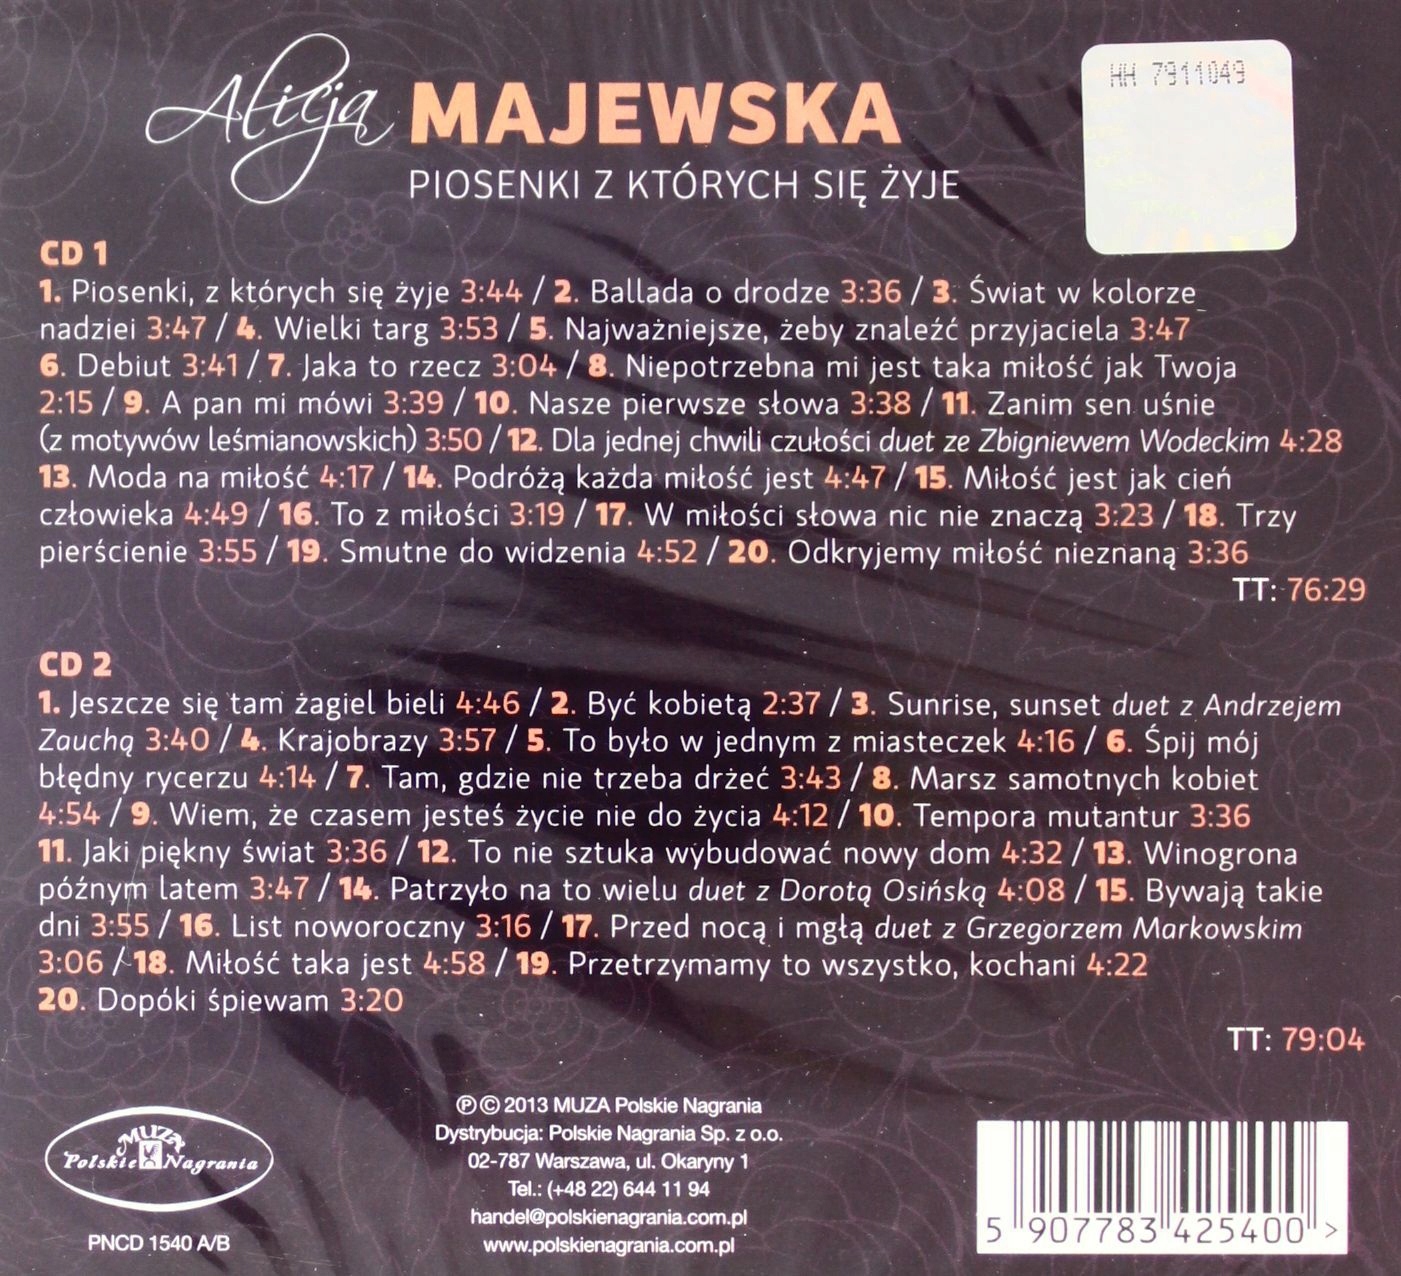 Alicja MAJEWSKA
PIOSENKI Z KTÓRYCH SIĘ ŻYJE
HH 7911049
CD 1
1. Piosenki, z których się żyje 3:44 / 2. Ballada o drodze 3:36 / 3. Świat w kolorze
nadziei 3:47 / 4. Wielki targ 3:53 / 5. Najważniejsze, żeby znaleźć przyjaciela 3:47
6. Debiut 3:41 / 7. Jaka to rzecz 3:04 / 8. Niepotrzebna mi jest taka miłość jak Twoja
2:15 / 9. A pan mi mówi 3:39 / 10. Nasze pierwsze słowa 3:38 / 11. Zanim sen uśnie
(z motywów leśmianowskich) 3:50 / 12. Dla jednej chwili czułości duet ze Zbigniewem Wodeckim 4:28
13. Moda na miłość 4:17 / 14. Podróżą każda miłość jest 4:47 / 15. Miłość jest jak cień
człowieka 4:49 / 16. To z miłości 3:19 / 17. W miłości słowa nic nie znaczą 3:23 / 18. Trzy
pierścienie 3:55 / 19. Smutne do widzenia 4:52 / 20. Odkryjemy miłość nieznaną 3:36
TT: 76:29
CD 2
1. Jeszcze się tam żagiel bieli 4:46 / 2. Być kobietą 2:37 / 3. Sunrise, sunset duet z Andrzejem
Zauchą 3:40 / 4. Krajobrazy 3:57 / 5. To było w jednym z miasteczek 4:16 / 6. Śpij mój
błędny rycerzu 4:14 / 7. Tam, gdzie nie trzeba drżeć 3:43 / 8. Marsz samotnych kobiet
4:54 / 9. Wiem, że czasem jesteś życie nie do życia 4:12 / 10. Tempora mutantur 3:36
11. Jaki piękny świat 3:36 / 12. To nie sztuka wybudować nowy dom 4:32 / 13. Winogrona
późnym latem 3:47 / 14. Patrzyło na to wielu duet z Dorotą Osińską 4:08 / 15. Bywają takie
dni 3:55 / 16. List noworoczny 3:16 / 17. Przed nocą i mgłą duet z Grzegorzem Markowskim
3:06 / 18. Miłość taka jest 4:58 / 19. Przetrzymamy to wszystko, kochani 4:22
20. Dopóki śpiewam 3:20
TT: 79:04
MUZA
Polskie Nagrania
PNCD 1540 A/B
℗ © 2013 MUZA Polskie Nagrania
Dystrybucja: Polskie Nagrania Sp. z o.o.
02-787 Warszawa, ul. Okaryny 1
Tel.: (+48 22) 644 11 94
handel@polskienagrania.com.pl
www.polskienagrania.com.pl
5 907783 425400 >